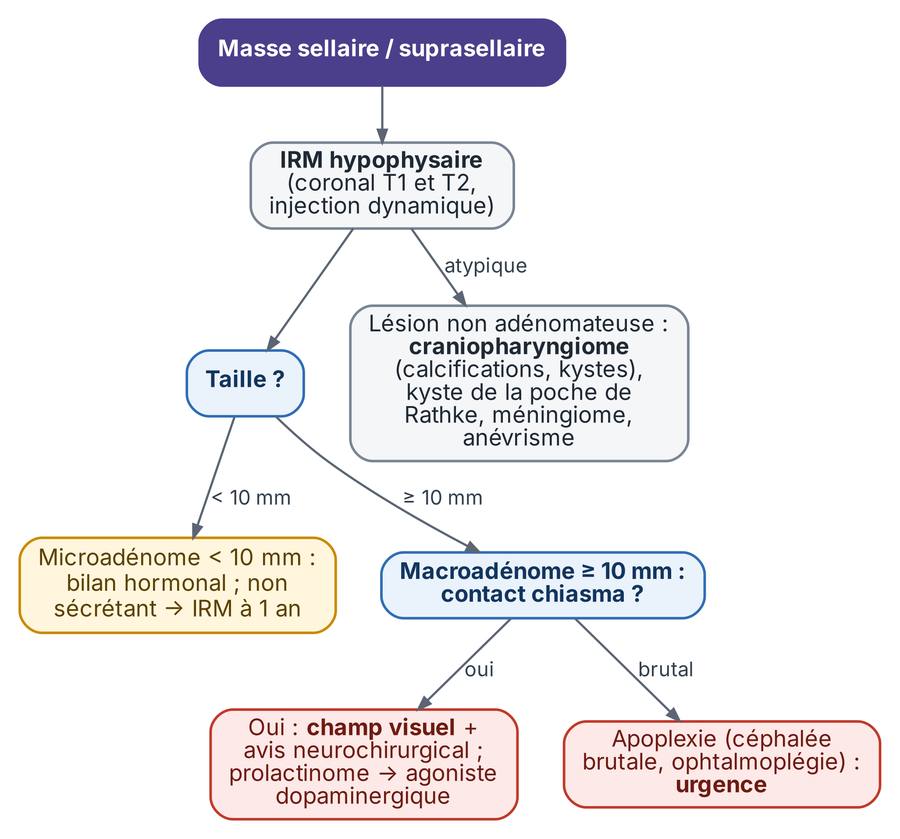 Masse sellaire / suprasellaire
IRM hypophysaire
(coronal T1 et T2,
injection dynamique)
atypique
Lésion non adénomateuse :
craniopharyngiome
(calcifications, kystes),
kyste de la poche de
Rathke, méningiome,
anévrisme
Taille ?
< 10 mm
≥ 10 mm
Microadénome < 10 mm :
bilan hormonal ; non
sécrétant → IRM à 1 an
Macroadénome ≥ 10 mm :
contact chiasma ?
oui
brutal
Oui : champ visuel +
avis neurochirurgical ;
prolactinome → agoniste
dopaminergique
Apoplexie (céphalée
brutale, ophtalmoplégie) :
urgence